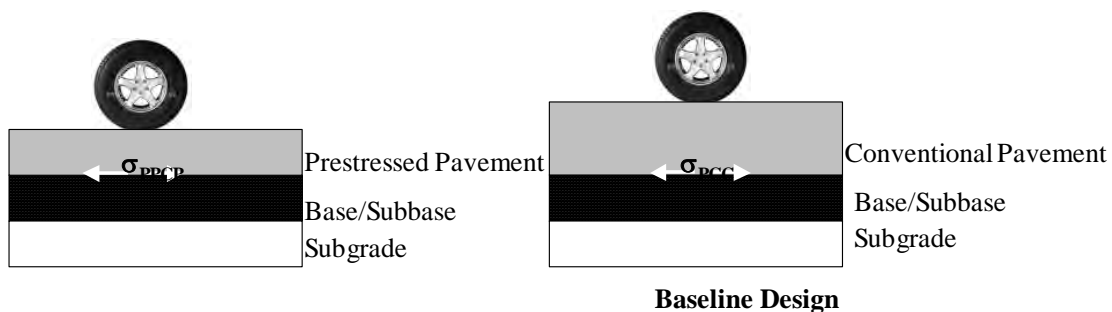 σPPCP
Prestressed Pavement
Base/Subbase
Subgrade
σPCC
Conventional Pavement
Base/Subbase
Subgrade
Baseline Design